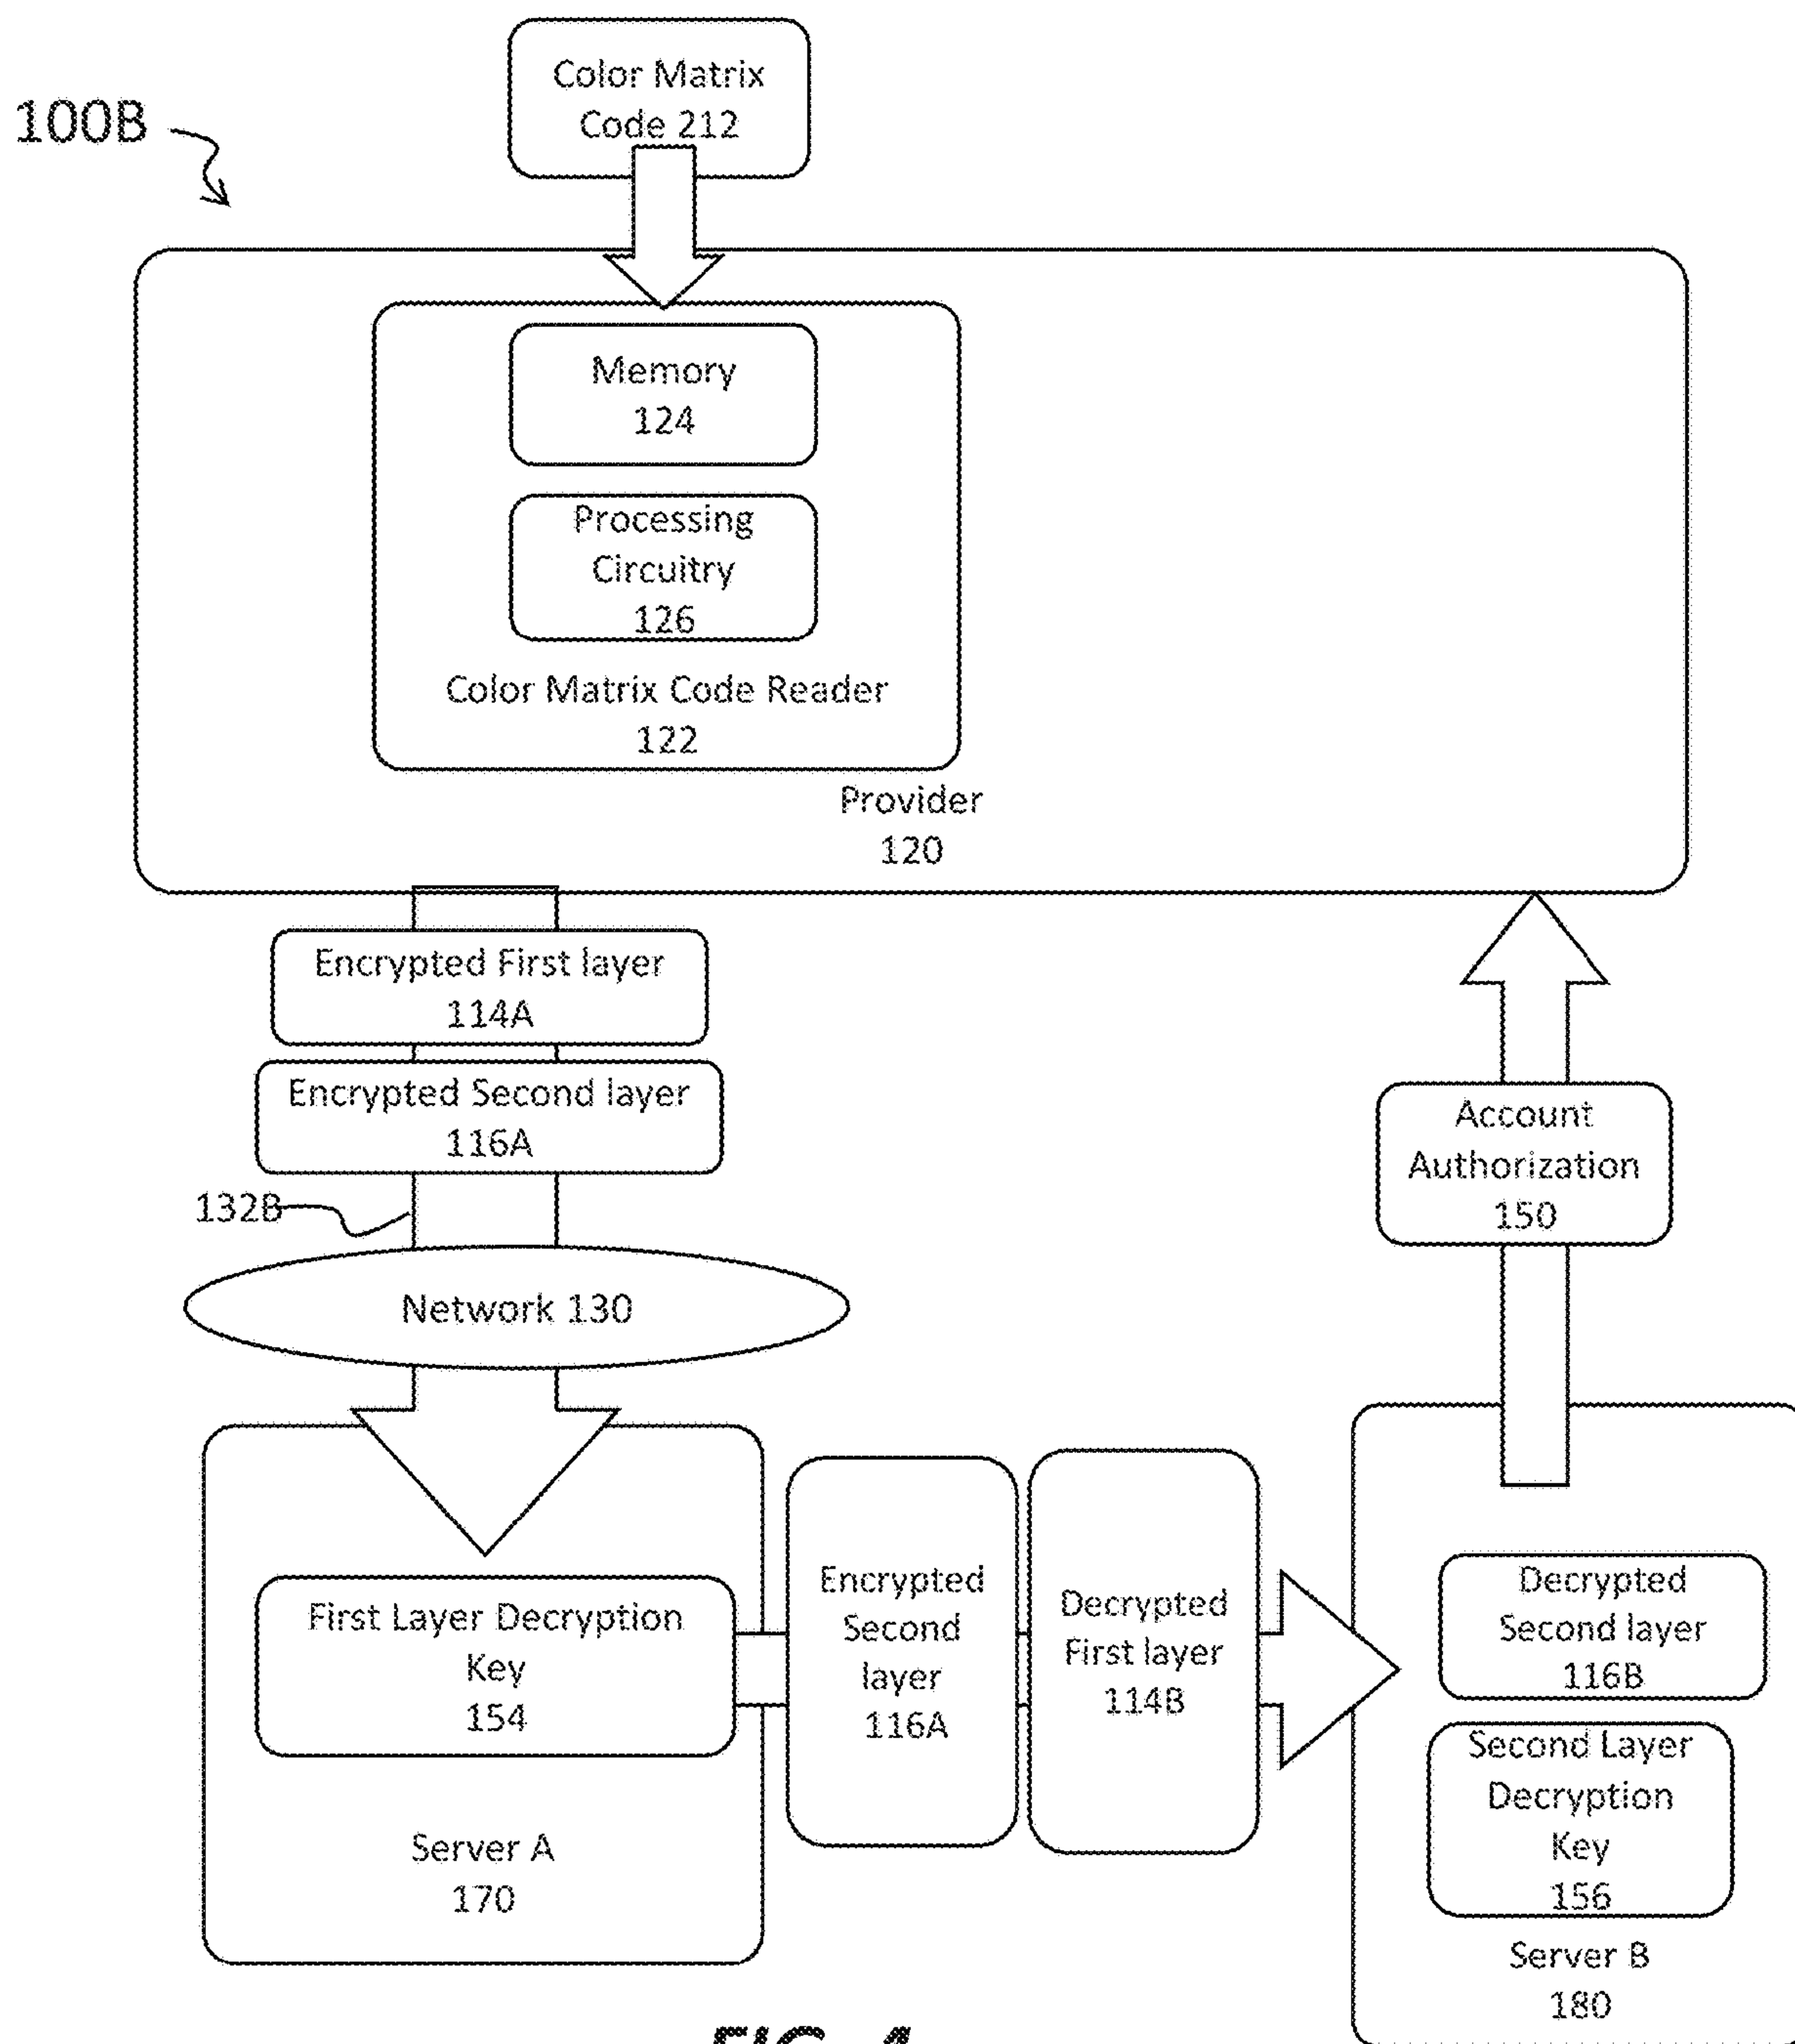 100B
Color Matrix
Code 212
Memory
124
Processing
Circuitry
126
Color Matrix Code Reader
122
Provider
120
Encrypted First layer
114A
Encrypted Second layer
116A
132B
Network 130
Account
Authorization
150
First Layer Decryption
Key
154
Server A
170
Encrypted
Second
layer
116A
Decrypted
First layer
114B
Decrypted
Second layer
116B
Second Layer
Decryption
Key
156
Server B
180